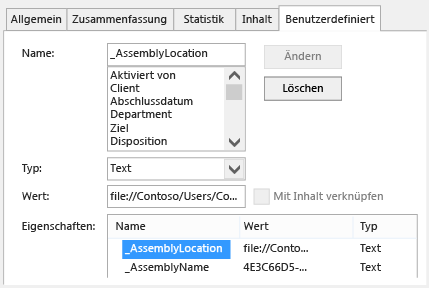 Allgemein Zusammenfassung Statistik Inhalt Benutzerdefiniert
Name: _AssemblyLocation Ändern
Aktiviert von
Client
Abschlussdatum
Department
Ziel
Disposition
Löschen
Typ: Text
Wert: file://Contoso/Users/Co... Mit Inhalt verknüpfen
Eigenschaften: Name Wert Typ
_AssemblyLocation file://Conto... Text
_AssemblyName 4E3C66D5-... Text